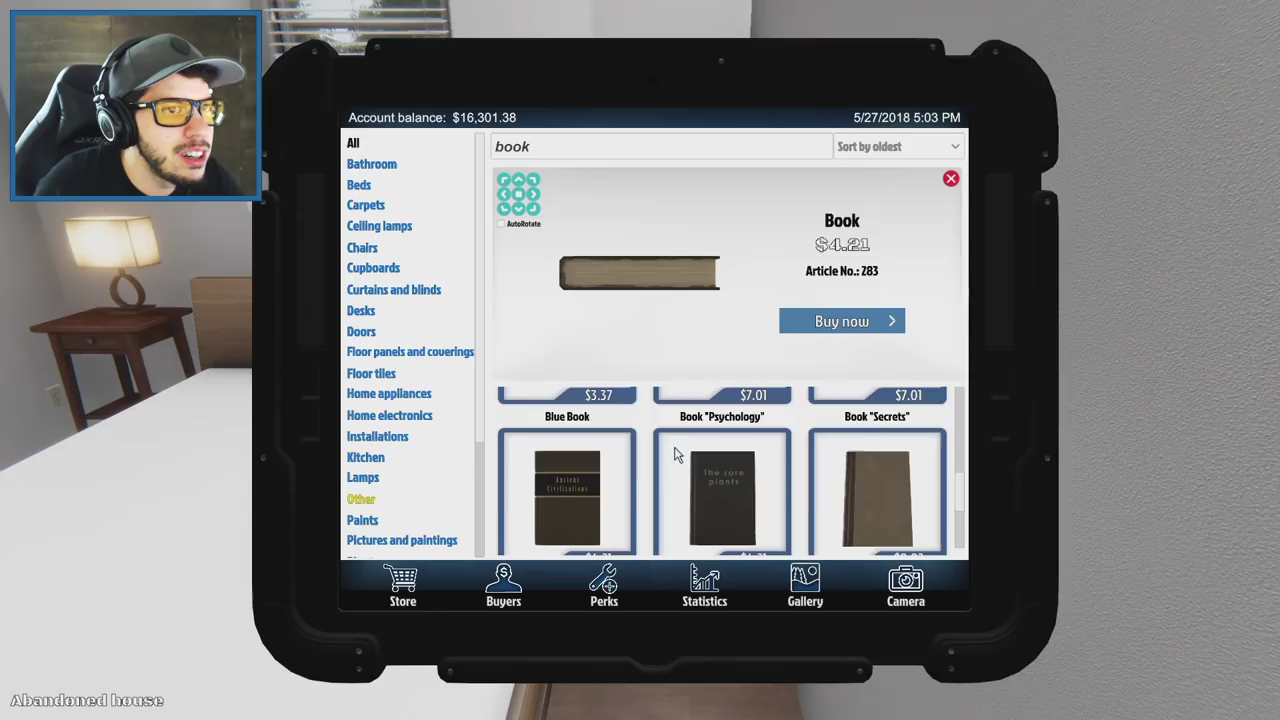 Account balance: $16,301.38
5/27/2018 5:03 PM
All
Bathroom
Beds
Carpets
Ceiling lamps
Chairs
Cupboards
Curtains and blinds
Desks
Doors
Floor panels and coverings
Floor tiles
Home appliances
Home electronics
Installations
Kitchen
Lamps
Other
Paints
Pictures and paintings
book
Sort by oldest
AutoRotate
Book
$4.21
Article No.: 283
Buy now
$3.37
$7.01
$7.01
Blue Book
Book "Psychology"
Book "Secrets"
Ancient
Civilisations
The rare
plants
Store
Buyers
Perks
Statistics
Gallery
Camera
Abandoned house